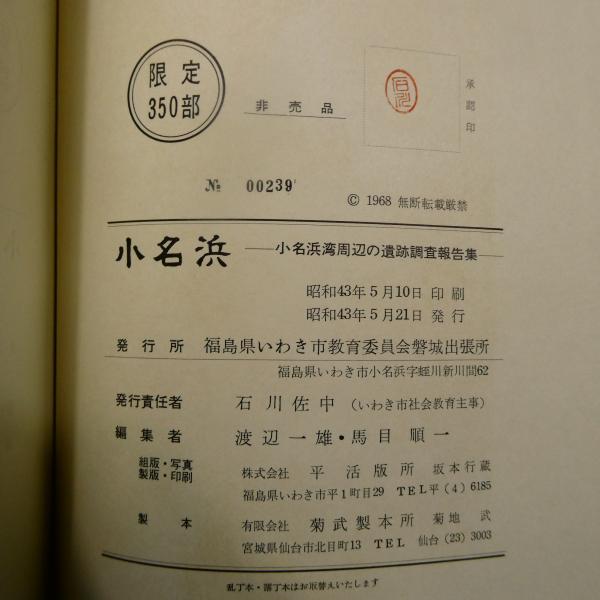 限定
350部
非売品
承認印
№ 00239
© 1968 無断転載厳禁
小名浜 ―小名浜湾周辺の遺跡調査報告集―
昭和43年5月10日 印刷
昭和43年5月21日 発行
発行所 福島県いわき市教育委員会磐城出張所
福島県いわき市小名浜字蛭川新川間62
発行責任者 石川佐中（いわき市社会教育主事）
編集者 渡辺一雄・馬目順一
組版・写真
製版・印刷 株式会社 平活版所 坂本行蔵
福島県いわき市平1町目29 TEL平(4)6185
製本 有限会社 菊武製本所 菊地武
宮城県仙台市北目町13 TEL 仙台(23)3003
乱丁本・落丁本はお取替えいたします